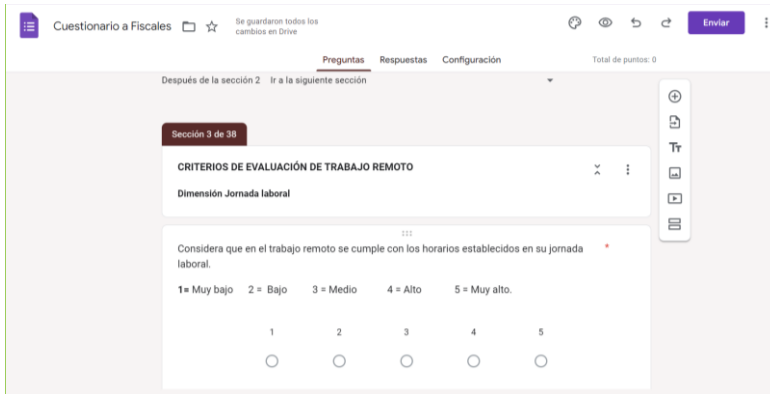 Cuestionario a Fiscales
Se guardaron todos los
cambios en Drive
Enviar
Preguntas Respuestas Configuración
Total de puntos: 0
Después de la sección 2 Ir a la siguiente sección
Sección 3 de 38
CRITERIOS DE EVALUACIÓN DE TRABAJO REMOTO
Dimensión Jornada laboral
Considera que en el trabajo remoto se cumple con los horarios establecidos en su jornada *
laboral.
1= Muy bajo 2 = Bajo 3 = Medio 4 = Alto 5 = Muy alto.
1 2 3 4 5
Tт